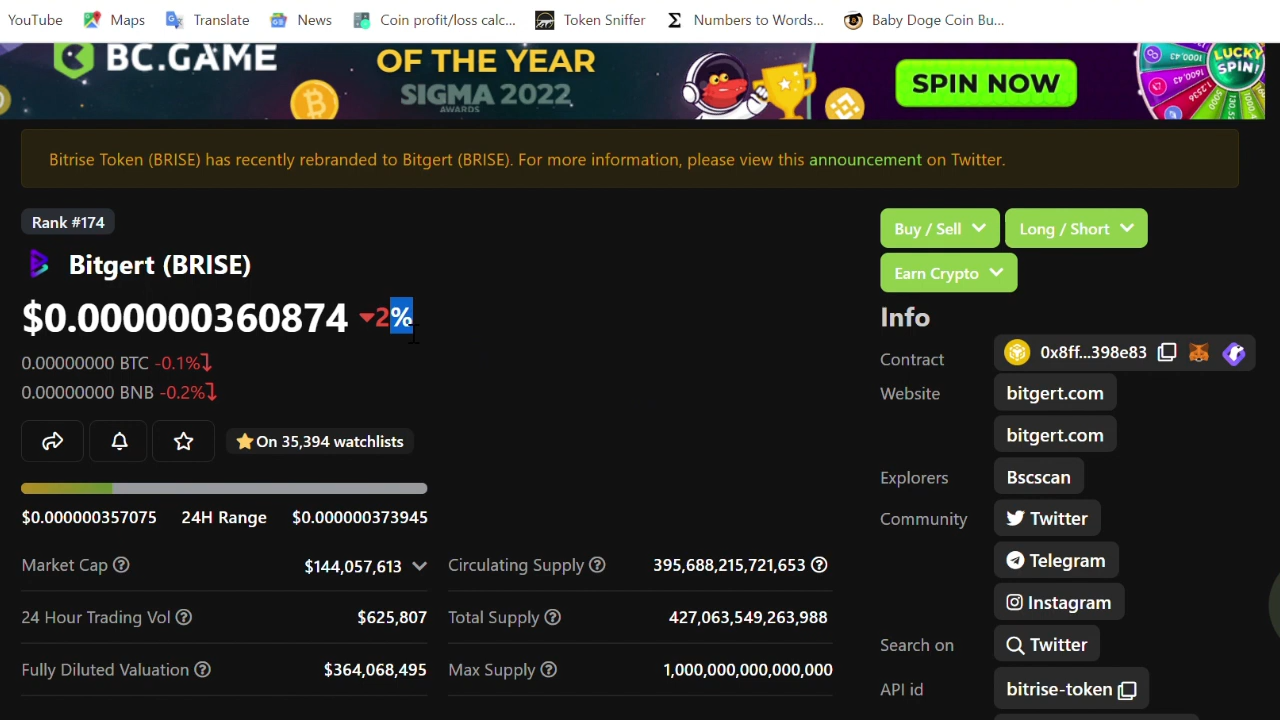 YouTube Maps Translate News Coin profit/loss calc... Token Sniffer Numbers to Words... Baby Doge Coin Bu...
BC.GAME
OF THE YEAR
SIGMA 2022
AWARDS
SPIN NOW
LUCKY
SPIN!
Bitrise Token (BRISE) has recently rebranded to Bitgert (BRISE). For more information, please view this announcement on Twitter.
Rank #174
Bitgert (BRISE)
$0.000000360874 2%
0.00000000 BTC -0.1%
0.00000000 BNB -0.2%
On 35,394 watchlists
$0.000000357075 24H Range $0.000000373945
Market Cap $144,057,613
24 Hour Trading Vol $625,807
Fully Diluted Valuation $364,068,495
Circulating Supply 395,688,215,721,653
Total Supply 427,063,549,263,988
Max Supply 1,000,000,000,000,000
Buy / Sell Long / Short
Earn Crypto
Info
Contract 0x8ff...398e83
Website bitgert.com
bitgert.com
Explorers Bscscan
Community Twitter
Telegram
Instagram
Search on Twitter
API id bitrise-token